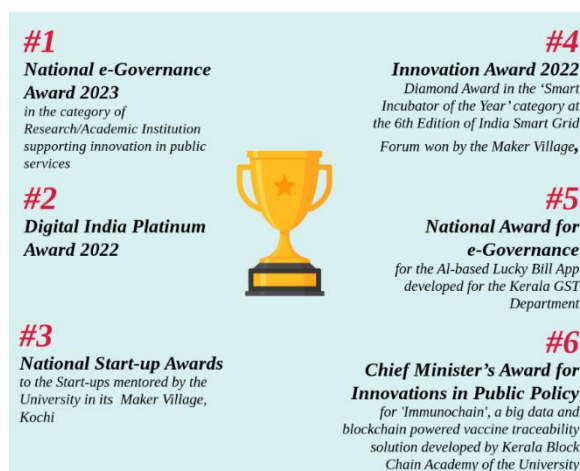 #1
National e-Governance
Award 2023
in the category of
Research/Academic Institution
supporting innovation in public
services
#2
Digital India Platinum
Award 2022
#3
National Start-up Awards
to the Start-ups mentored by the
University in its Maker Village,
Kochi
#4
Innovation Award 2022
Diamond Award in the ‘Smart
Incubator of the Year’ category at
the 6th Edition of India Smart Grid
Forum won by the Maker Village,
#5
National Award for
e-Governance
for the Al-based Lucky Bill App
developed for the Kerala GST
Department
#6
Chief Minister’s Award for
Innovations in Public Policy
for 'Immunochain', a big data and
blockchain powered vaccine traceability
solution developed by Kerala Block
Chain Academy of the University